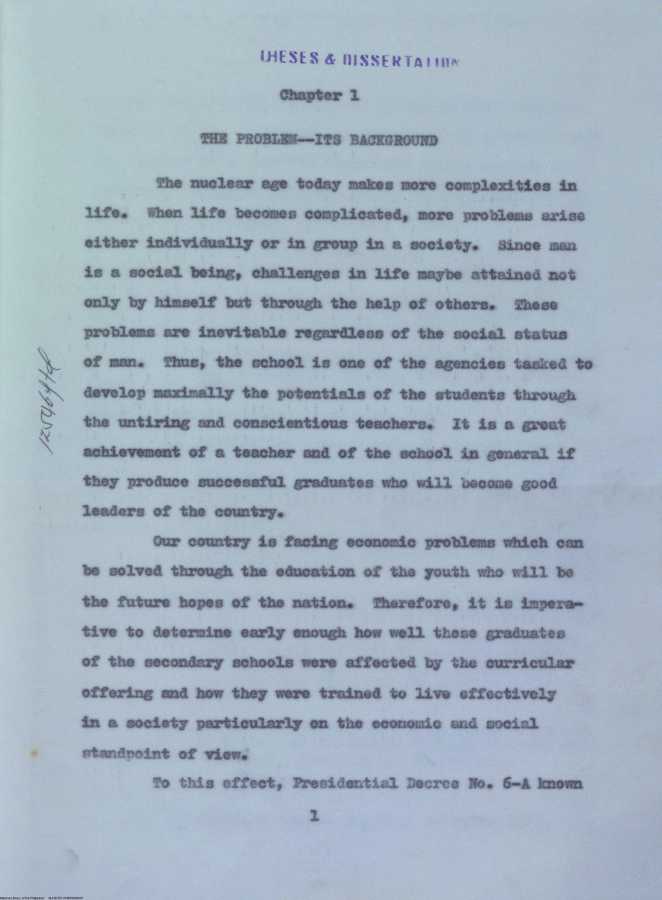 THESES & DISSERTATION
Chapter 1
THE PROBLEM--ITS BACKGROUND
The nuclear age today makes more complexities in
life. When life becomes complicated, more problems arise
either individually or in group in a society. Since man
is a social being, challenges in life maybe attained not
only by himself but through the help of others. These
problems are inevitable regardless of the social status
of man. Thus, the school is one of the agencies tasked to
develop maximally the potentials of the students through
the untiring and conscientious teachers. It is a great
achievement of a teacher and of the school in general if
they produce successful graduates who will become good
leaders of the country.
Our country is facing economic problems which can
be solved through the education of the youth who will be
the future hopes of the nation. Therefore, it is impera-
tive to determine early enough how well these graduates
of the secondary schools were affected by the curricular
offering and how they were trained to live effectively
in a society particularly on the economic and social
standpoint of view.
To this effect, Presidential Decree No. 6-A known
1